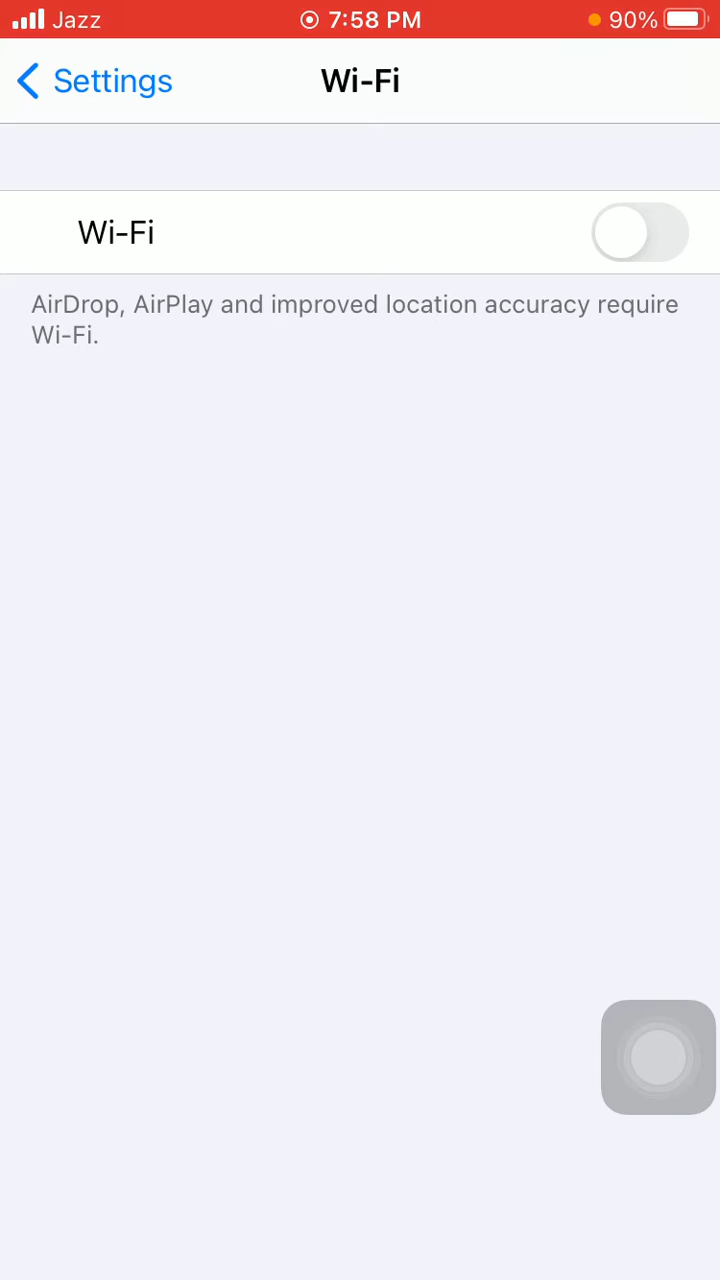 Jazz 7:58 PM 90%
Settings Wi-Fi
Wi-Fi
AirDrop, AirPlay and improved location accuracy require
Wi-Fi.